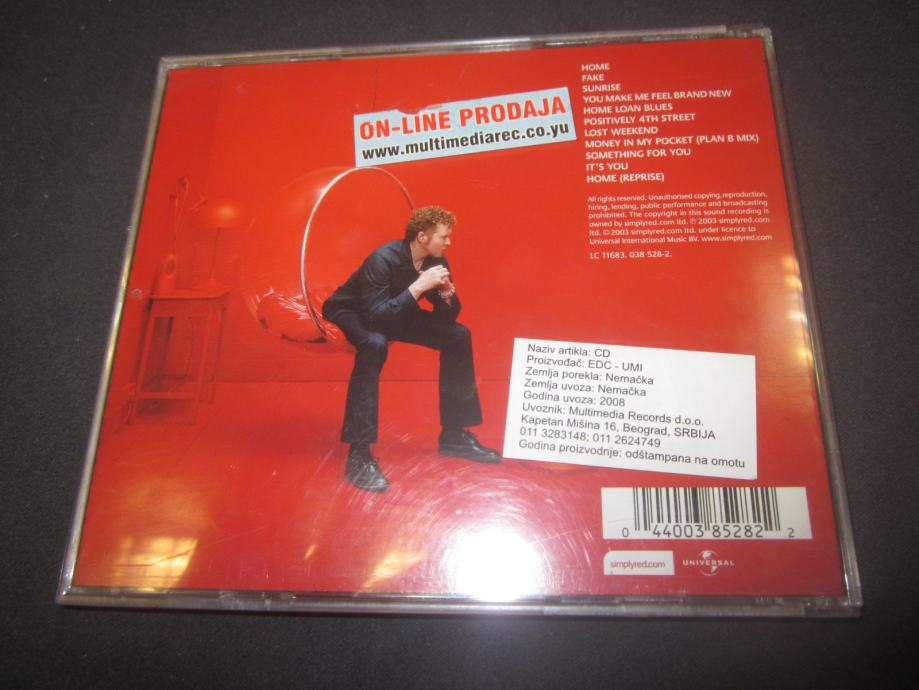 HOME
FAKE
SUNRISE
YOU MAKE ME FEEL BRAND NEW
HOME LOAN BLUES
POSITIVELY 4TH STREET
LOST WEEKEND
MONEY IN MY POCKET (PLAN B MIX)
SOMETHING FOR YOU
IT'S YOU
HOME (REPRISE)
All rights reserved. Unauthorised copying, reproduction,
hiring, lending, public performance and broadcasting
prohibited. The copyright in this sound recording is
owned by simplyred.com ltd. ℗ 2003 simplyred.com
ltd. © 2003 simplyred.com ltd. under licence to
Universal International Music BV. www.simplyred.com
LC 11683. 038 528-2.
ON-LINE PRODAJA
www.multimediarec.co.yu
Naziv artikla: CD
Proizvođač: EDC - UMI
Zemlja porekla: Nemačka
Zemlja uvoza: Nemačka
Godina uvoza: 2008
Uvoznik: Multimedia Records d.o.o.
Kapetan Mišina 16, Beograd, SRBIJA
011 3283148; 011 2624749
Godina proizvodnje: odštampana na omotu
0 44003 85282 2
simplyred.com
UNIVERSAL